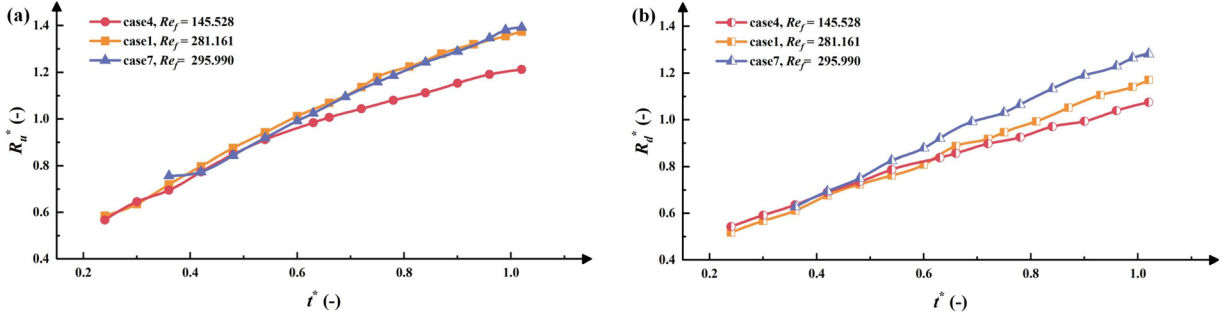 (a)
case4, Re_f = 145.528
case1, Re_f = 281.161
case7, Re_f = 295.990
R_u^* (-)
1.4
1.2
1.0
0.8
0.6
0.4
0.2
0.4
0.6
0.8
1.0
t^* (-)
(b)
case4, Re_f = 145.528
case1, Re_f = 281.161
case7, Re_f = 295.990
R_d^* (-)
1.4
1.2
1.0
0.8
0.6
0.4
0.2
0.4
0.6
0.8
1.0
t^* (-)